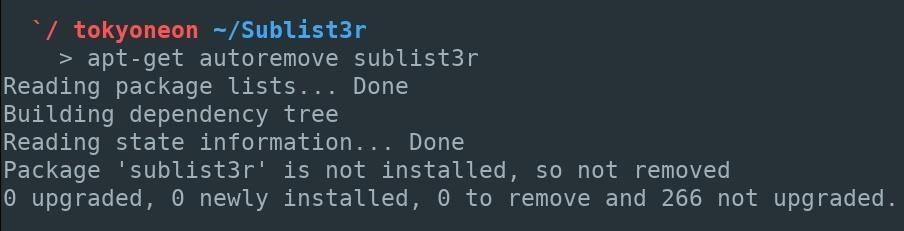 `/ tokyoneon ~/Sublist3r
> apt-get autoremove sublist3r
Reading package lists... Done
Building dependency tree
Reading state information... Done
Package 'sublist3r' is not installed, so not removed
0 upgraded, 0 newly installed, 0 to remove and 266 not upgraded.